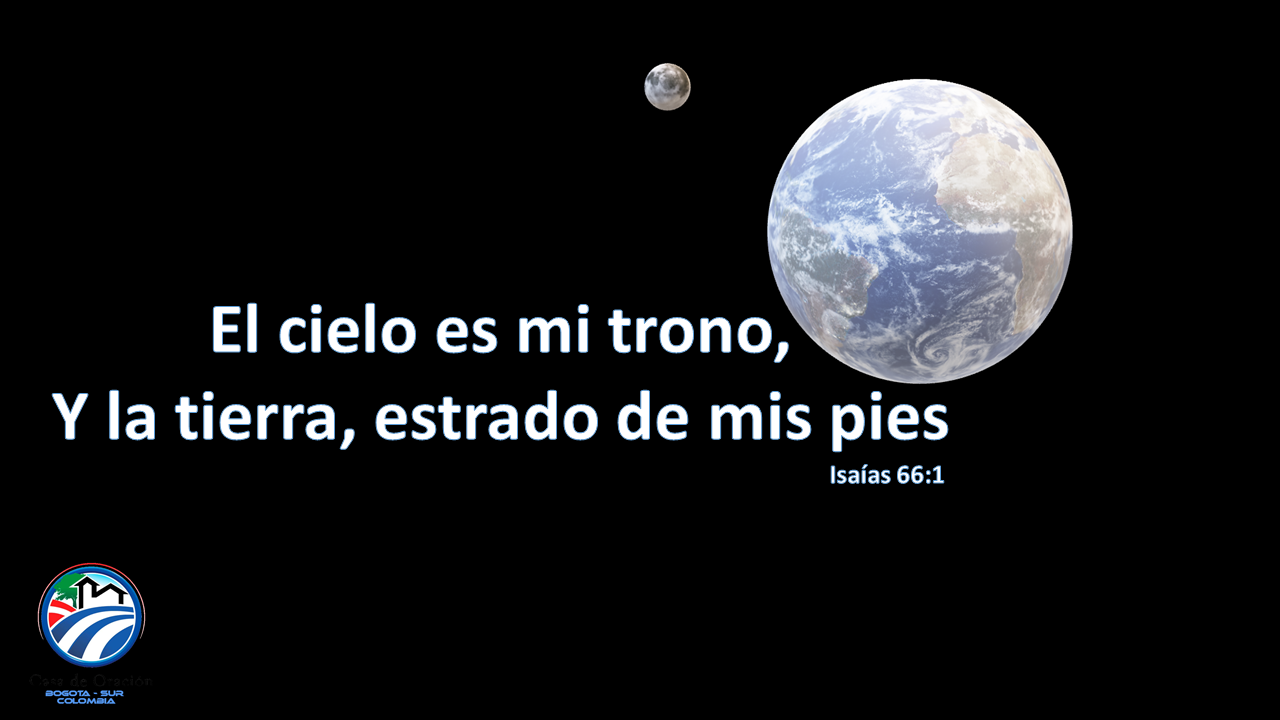 El cielo es mi trono,
Y la tierra, estrado de mis pies
Isaías 66:1
Casa de Oración
BOGOTA - SUR
COLOMBIA